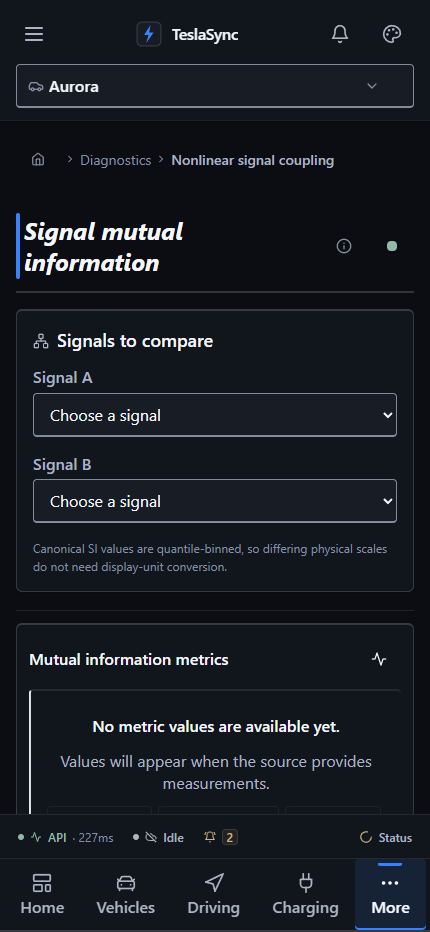 TeslaSync
Aurora
Diagnostics
Nonlinear signal coupling
Signal mutual
information
Signals to compare
Signal A
Choose a signal
Signal B
Choose a signal
Canonical SI values are quantile-binned, so differing physical scales
do not need display-unit conversion.
Mutual information metrics
No metric values are available yet.
Values will appear when the source provides
measurements.
API · 227ms
Idle
2
Status
Home
Vehicles
Driving
Charging
More